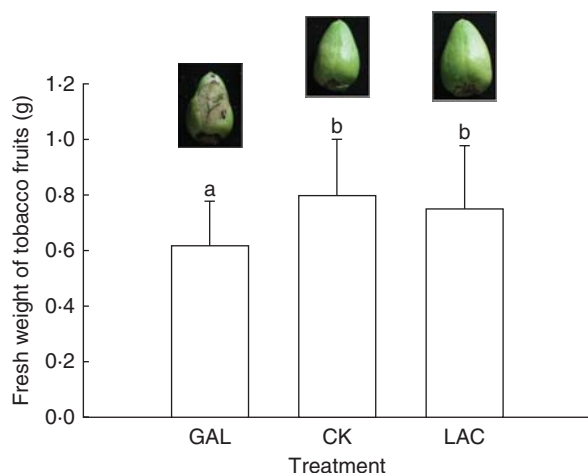 Fresh weight of tobacco fruits (g)
1·2
1·0
0·8
0·6
0·4
0·2
0·0
a
b
b
GAL
CK
LAC
Treatment